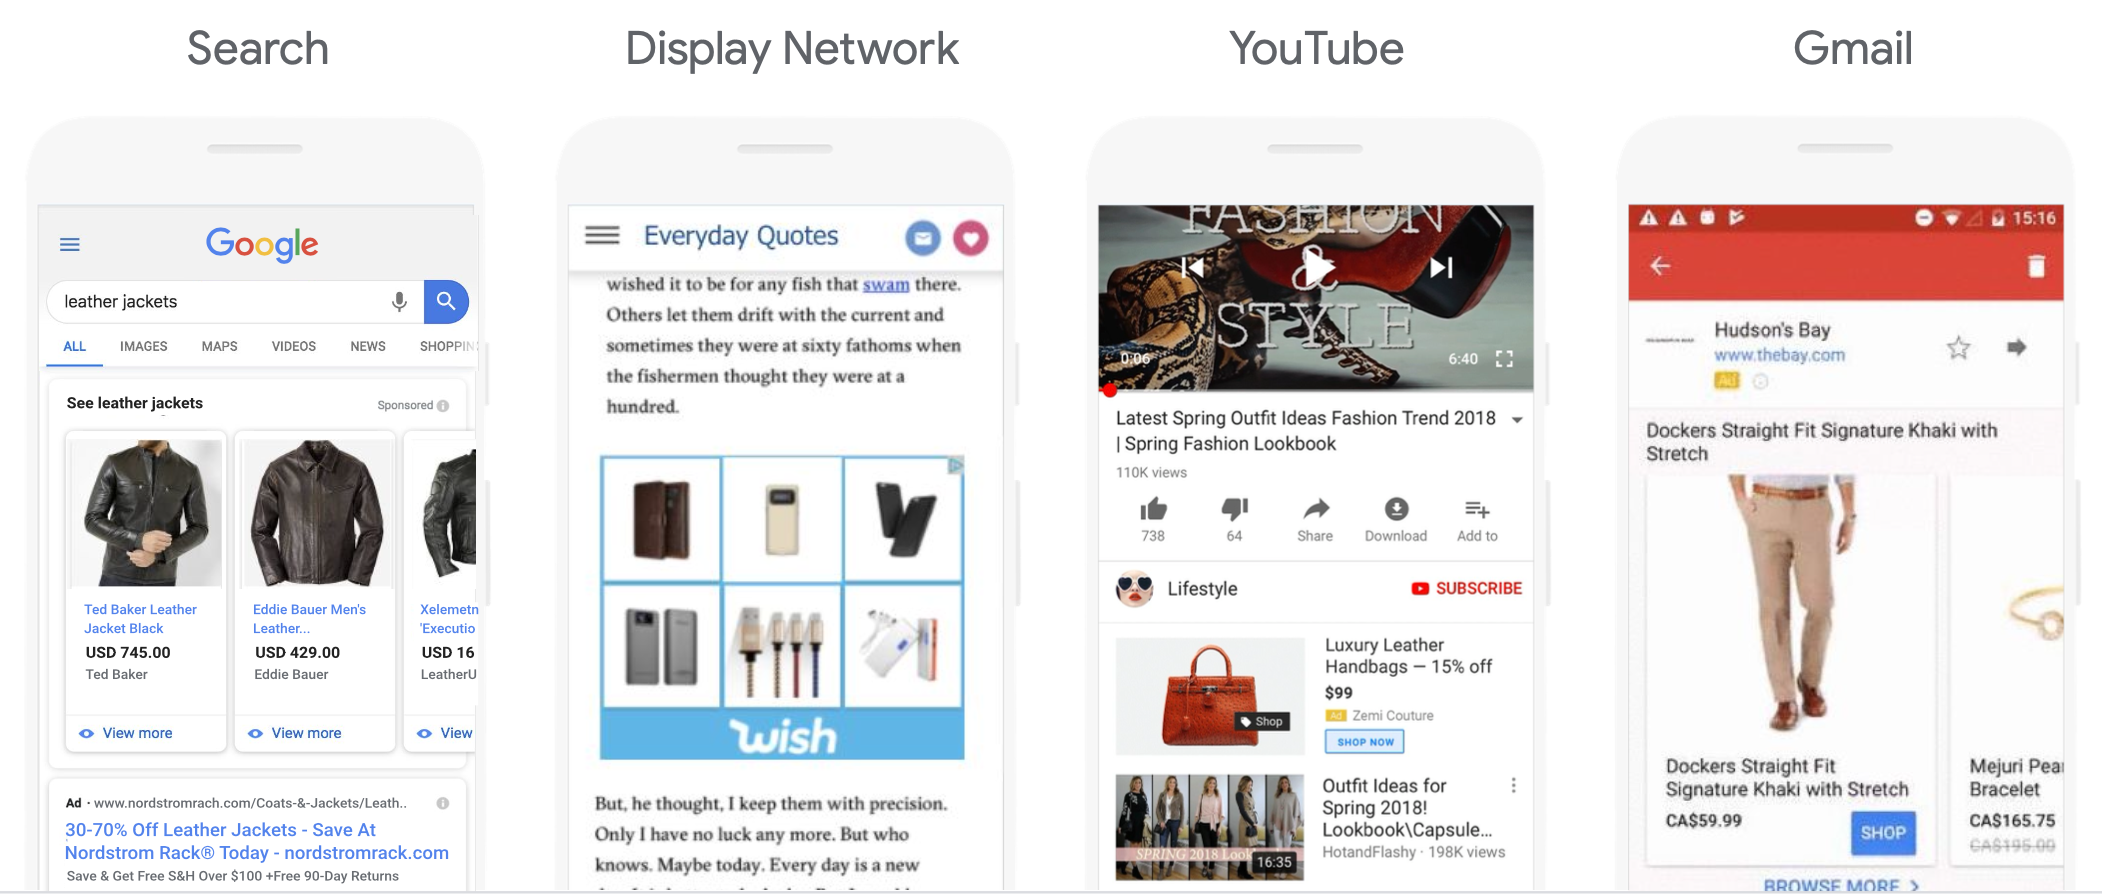 Search
Google
leather jackets
ALL IMAGES MAPS VIDEOS NEWS SHOPPIN
See leather jackets Sponsored
Ted Baker Leather Jacket Black
USD 745.00
Ted Baker
View more
Eddie Bauer Men's Leather...
USD 429.00
Eddie Bauer
View more
Xelemetn
'Executio
USD 16
LeatherU
View
Ad · www.nordstromrach.com/Coats-&-Jackets/Leath..
30-70% Off Leather Jackets - Save At
Nordstrom Rack® Today - nordstromrack.com
Save & Get Free S&H Over $100 +Free 90-Day Returns
Display Network
Everyday Quotes
wished it to be for any fish that swam there.
Others let them drift with the current and
sometimes they were at sixty fathoms when
the fishermen thought they were at a
hundred.
wish
But, he thought, I keep them with precision.
Only I have no luck any more. But who
knows. Maybe today. Every day is a new
YouTube
FASHION
&
STYLE
0:06 6:40
Latest Spring Outfit Ideas Fashion Trend 2018
| Spring Fashion Lookbook
110K views
738 64 Share Download Add to
Lifestyle SUBSCRIBE
Shop
Luxury Leather
Handbags — 15% off
$99
Ad Zemi Couture
SHOP NOW
SPRING 2018 Look
16:35
Outfit Ideas for
Spring 2018!
Lookbook\Capsule...
HotandFlashy · 198K views
Gmail
15:16
Hudson's Bay
www.thebay.com
Ad
Dockers Straight Fit Signature Khaki with
Stretch
Dockers Straight Fit
Signature Khaki with Stretch
CA$59.99
SHOP
Mejuri Pear
Bracelet
CA$165.75
CA$195.00
BROWSE MORE